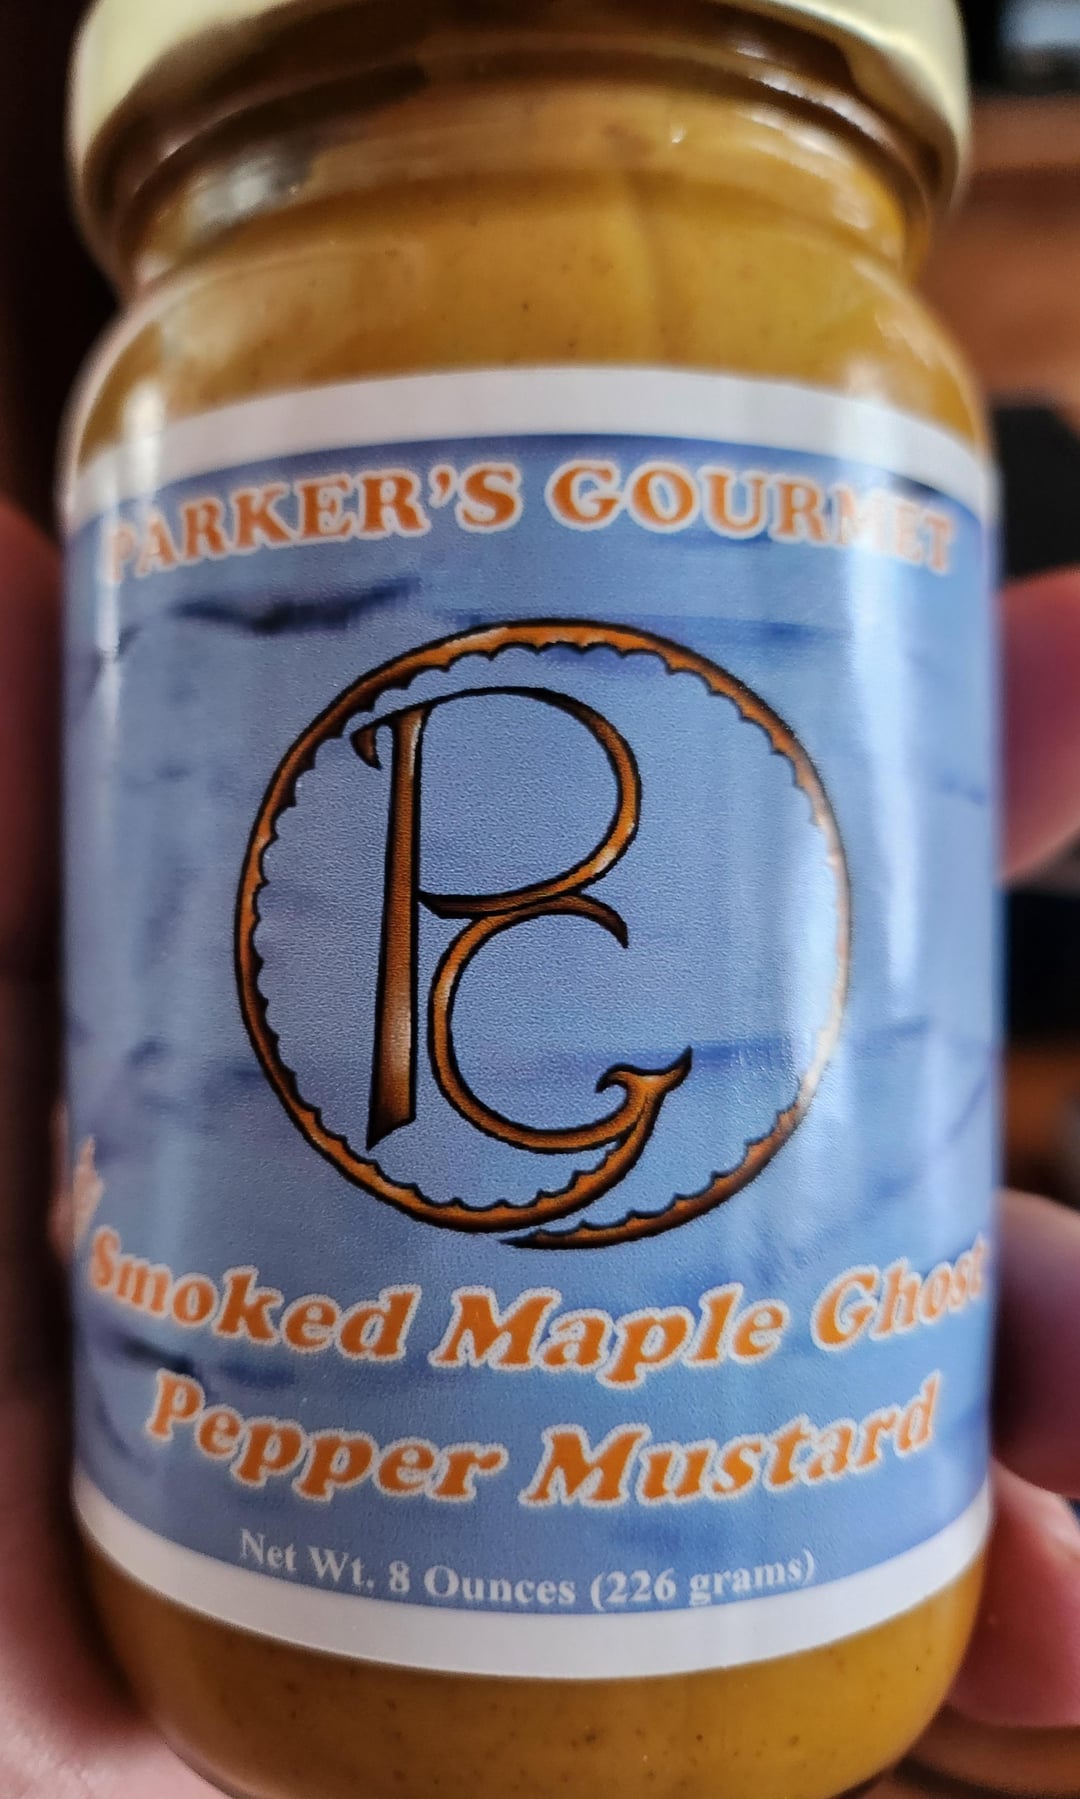 PARKER'S GOURMET
PG
Smoked Maple Ghost
Pepper Mustard
Net Wt. 8 Ounces (226 grams)